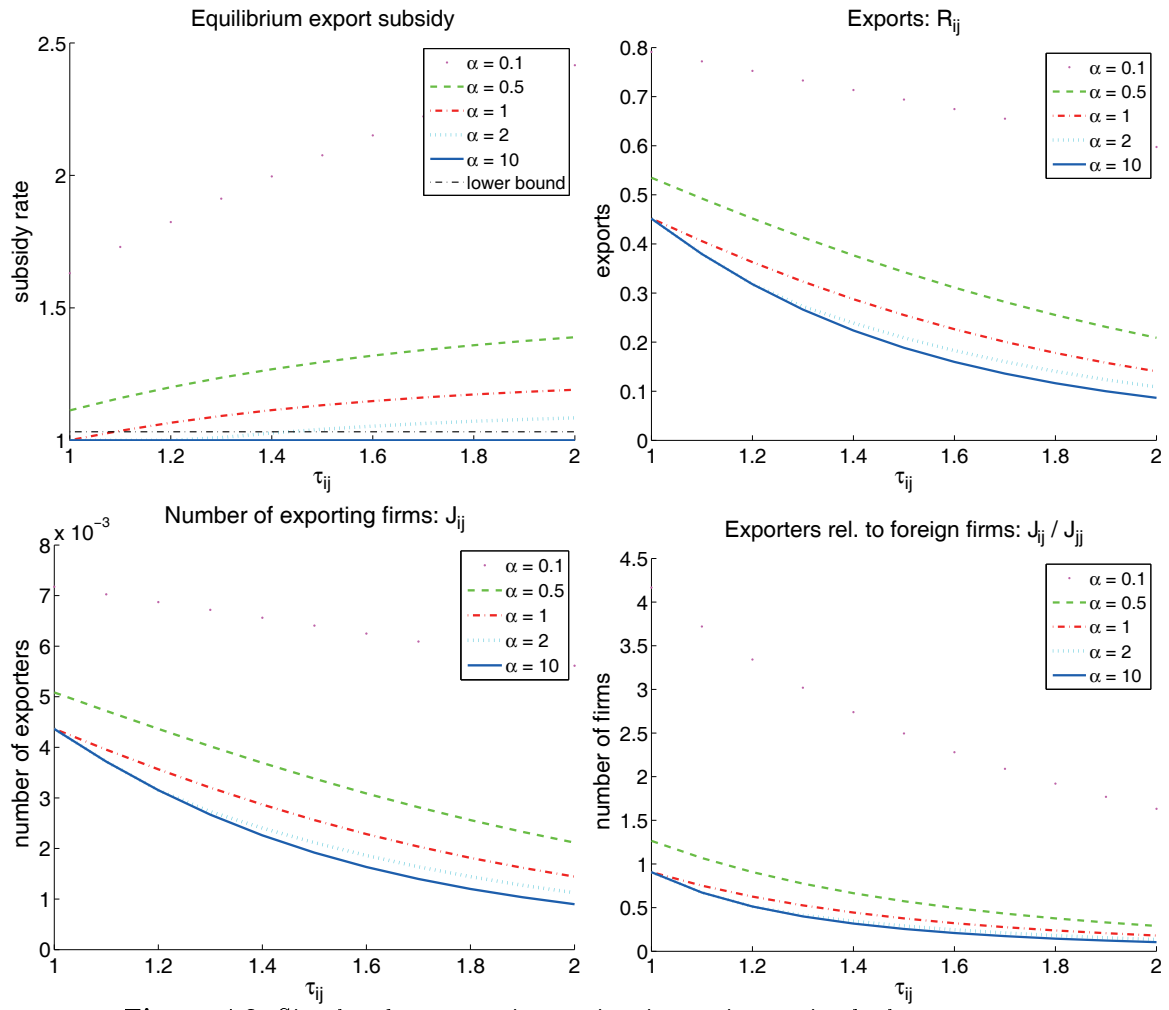 Equilibrium export subsidy
2.5
2
1.5
1
subsidy rate
1 1.2 1.4 1.6 1.8 2
τij
α = 0.1
α = 0.5
α = 1
α = 2
α = 10
lower bound
Exports: Rij
0.8
0.7
0.6
0.5
0.4
0.3
0.2
0.1
0
exports
1 1.2 1.4 1.6 1.8 2
τij
α = 0.1
α = 0.5
α = 1
α = 2
α = 10
Number of exporting firms: Jij
x 10−3
8
7
6
5
4
3
2
1
0
number of exporters
1 1.2 1.4 1.6 1.8 2
τij
α = 0.1
α = 0.5
α = 1
α = 2
α = 10
Exporters rel. to foreign firms: Jij / Jjj
4.5
4
3.5
3
2.5
2
1.5
1
0.5
0
number of firms
1 1.2 1.4 1.6 1.8 2
τij
α = 0.1
α = 0.5
α = 1
α = 2
α = 10